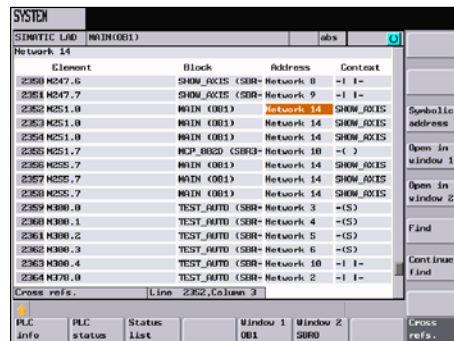 SYSTEM
SIMATIC LAD MAIN(OB1) abs
Network 14
Element Block Address Context
2350 M247.6 SHOW_AXIS (SBR- Network 8 -| |-
2351 M247.7 SHOW_AXIS (SBR- Network 9 -| |-
2352 M251.0 MAIN (OB1) Network 14 SHOW_AXIS
2353 M251.0 MAIN (OB1) Network 14 SHOW_AXIS
2354 M251.0 MAIN (OB1) Network 14 SHOW_AXIS
2355 M251.7 MCP_802D (SBR3- Network 10 -( )
2356 M255.7 MAIN (OB1) Network 14 SHOW_AXIS
2357 M255.7 MAIN (OB1) Network 14 SHOW_AXIS
2358 M255.7 MAIN (OB1) Network 14 SHOW_AXIS
2359 M300.0 TEST_AUTO (SBR- Network 3 -(S)
2360 M300.1 TEST_AUTO (SBR- Network 4 -(S)
2361 M300.2 TEST_AUTO (SBR- Network 5 -(S)
2362 M300.3 TEST_AUTO (SBR- Network 6 -(S)
2363 M300.4 TEST_AUTO (SBR- Network 10 -| |-
2364 M378.0 TEST_AUTO (SBR- Network 2 -| |-
Cross refs. Line 2352,Column 3
Symbolic
address
Open in
window 1
Open in
window 2
Find
Continue
find
Cross
refs.
PLC
info
PLC
status
Status
list
Window 1
OB1
Window 2
SBR0